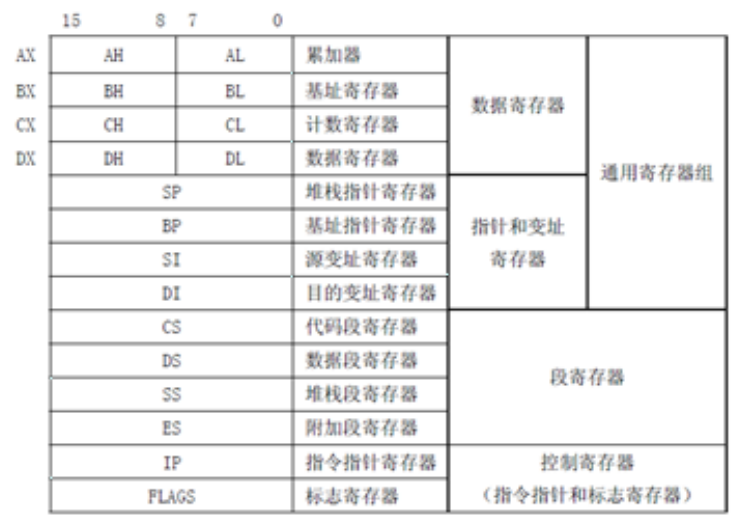 15 8 7 0
AX AH AL 累加器
BX BH BL 基址寄存器
CX CH CL 计数寄存器
DX DH DL 数据寄存器
数据寄存器
SP 堆栈指针寄存器
BP 基址指针寄存器
SI 源变址寄存器
DI 目的变址寄存器
指针和变址
寄存器
通用寄存器组
CS 代码段寄存器
DS 数据段寄存器
SS 堆栈段寄存器
ES 附加段寄存器
段寄存器
IP 指令指针寄存器
FLAGS 标志寄存器
控制寄存器
（指令指针和标志寄存器）